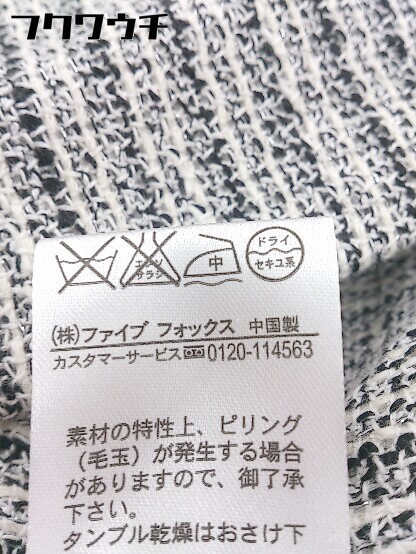 フクワウチ
エンソ
サラシ
中
ドライ
セキユ系
(株)ファイブ フォックス 中国製
カスタマーサービス 0120-114563
素材の特性上、ピリング
(毛玉)が発生する場合
がありますので、御了承
下さい。
タンブル乾燥はおさけ下